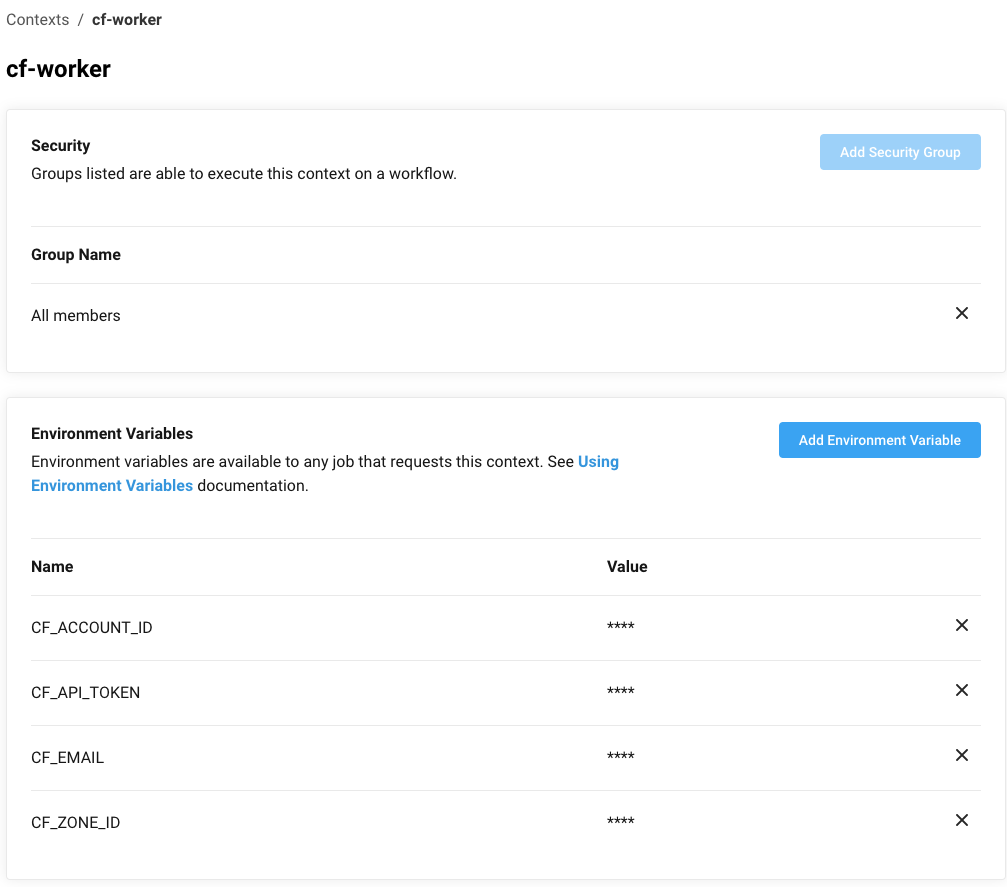 Contexts / cf-worker
cf-worker
Security
Add Security Group
Groups listed are able to execute this context on a workflow.
Group Name
All members
Environment Variables
Add Environment Variable
Environment variables are available to any job that requests this context. See Using
Environment Variables documentation.
Name Value
CF_ACCOUNT_ID ****
CF_API_TOKEN ****
CF_EMAIL ****
CF_ZONE_ID ****